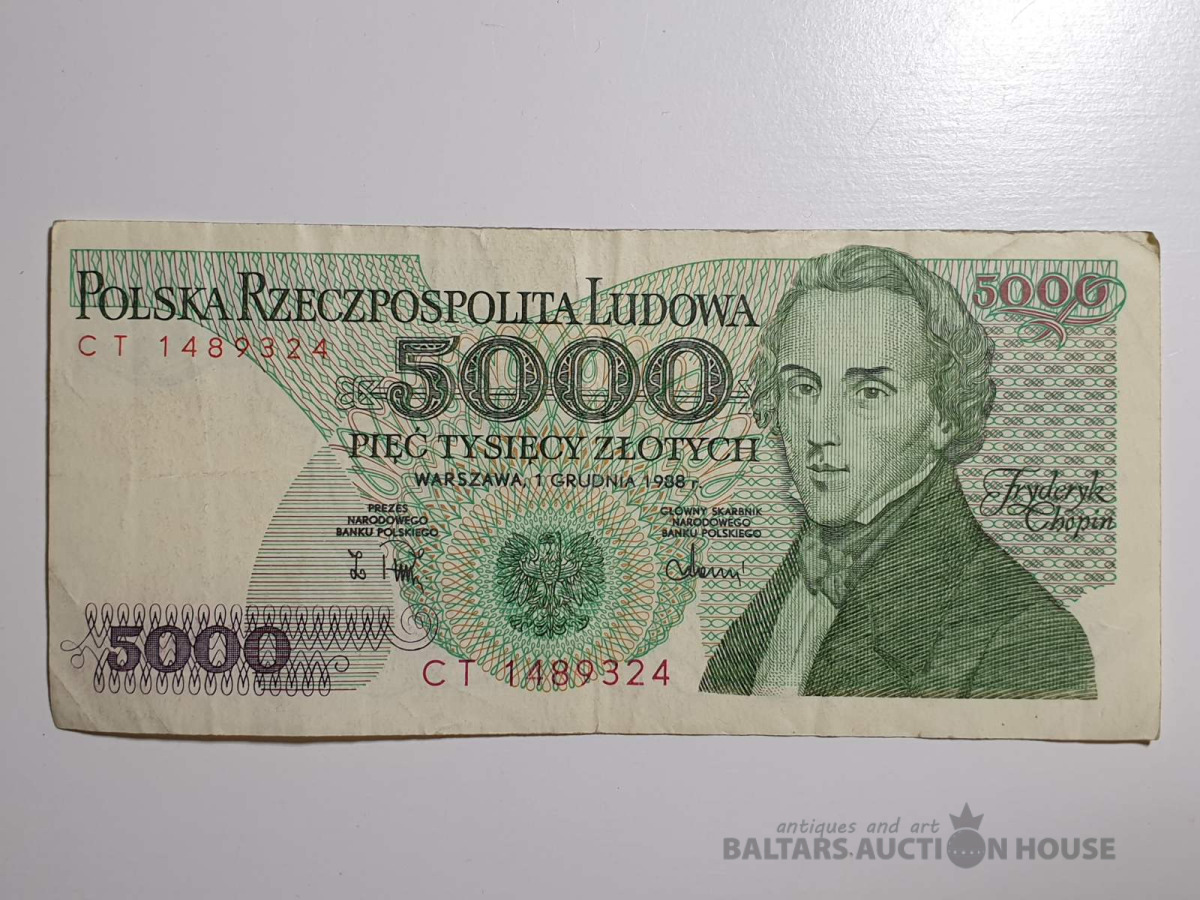 POLSKA RZECZPOSPOLITA LUDOWA
5000
CT 1489324
5000
PIĘĆ TYSIĘCY ZŁOTYCH
WARSZAWA, 1 GRUDNIA 1988 r.
PREZES
NARODOWEGO
BANKU POLSKIEGO
GŁÓWNY SKARBNIK
NARODOWEGO
BANKU POLSKIEGO
Fryderyk
Chopin
5000
CT 1489324
antiques and art
BALTARS AUCTION HOUSE